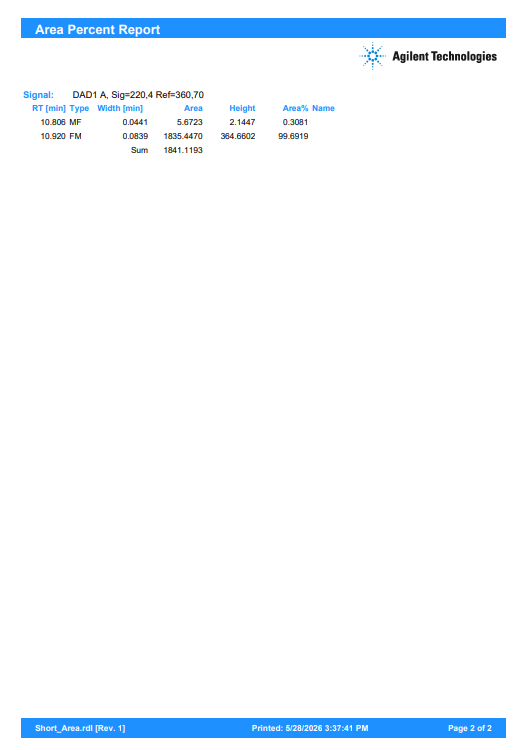 Area Percent Report
Agilent Technologies
Signal: DAD1 A, Sig=220,4 Ref=360,70
RT [min] Type Width [min] Area Height Area% Name
10.806 MF 0.0441 5.6723 2.1447 0.3081
10.920 FM 0.0839 1835.4470 364.6602 99.6919
Sum 1841.1193
Short_Area.rdl [Rev. 1] Printed: 5/28/2026 3:37:41 PM Page 2 of 2